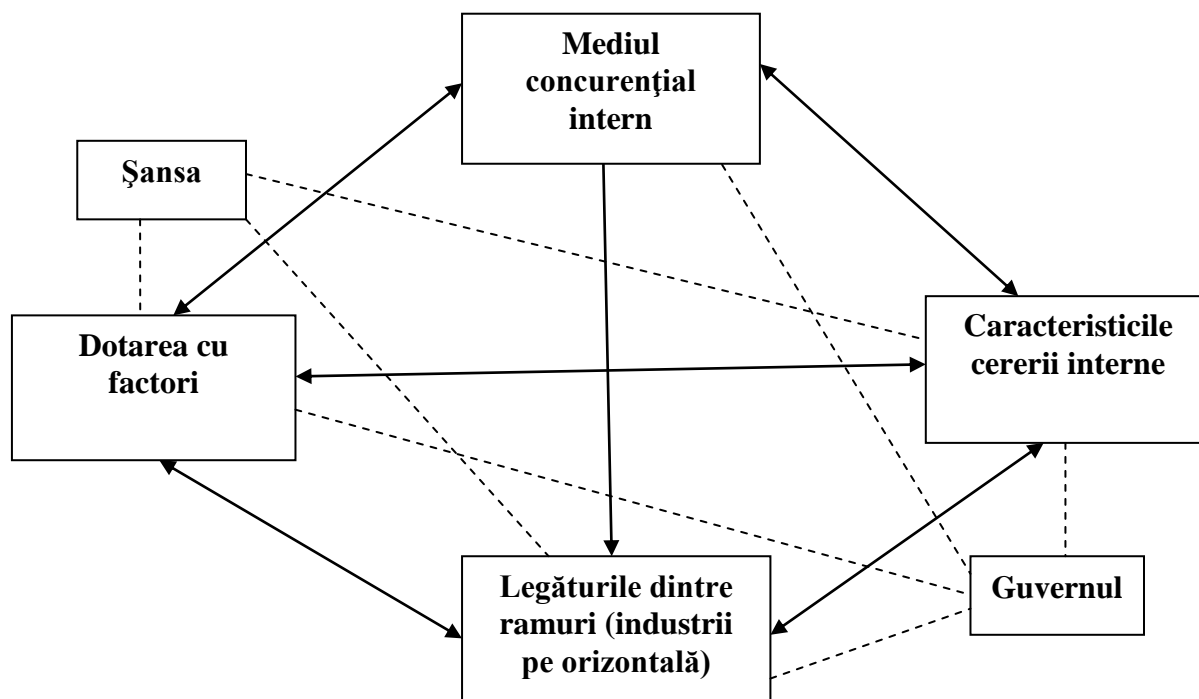 Mediul
concurenţial
intern
Şansa
Dotarea cu
factori
Caracteristicile
cererii interne
Legăturile dintre
ramuri (industrii
pe orizontală)
Guvernul